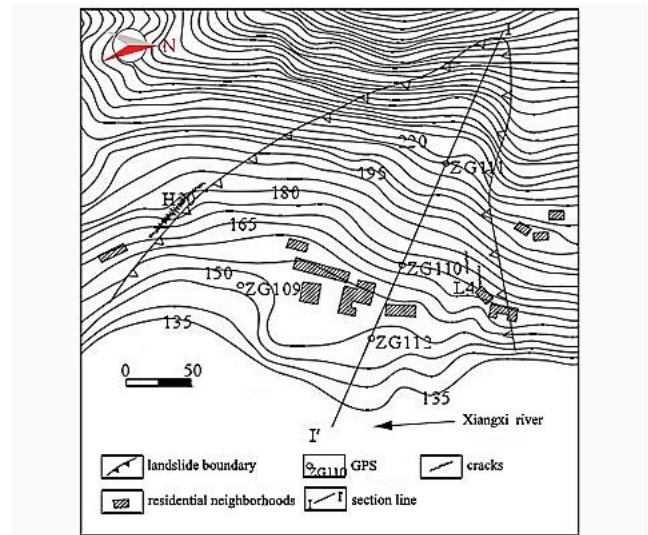 N
I
220
ZG111
195
H30
180
165
ZG110
150
ZG109
L4
135
ZG112
0 50
135
Xiangxi river
I'
landslide boundary
ZG110 GPS
cracks
residential neighborhoods
I I' section line